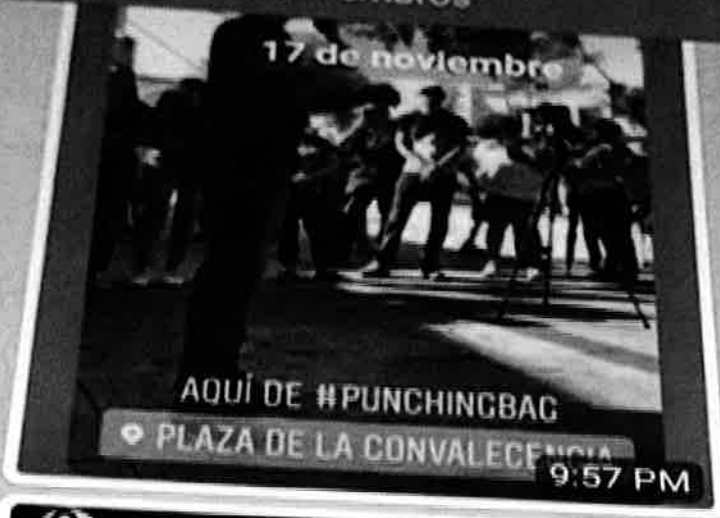 17 de noviembre
AQUÍ DE #PUNCHINGBAG
PLAZA DE LA CONVALECENCIA
9:57 PM